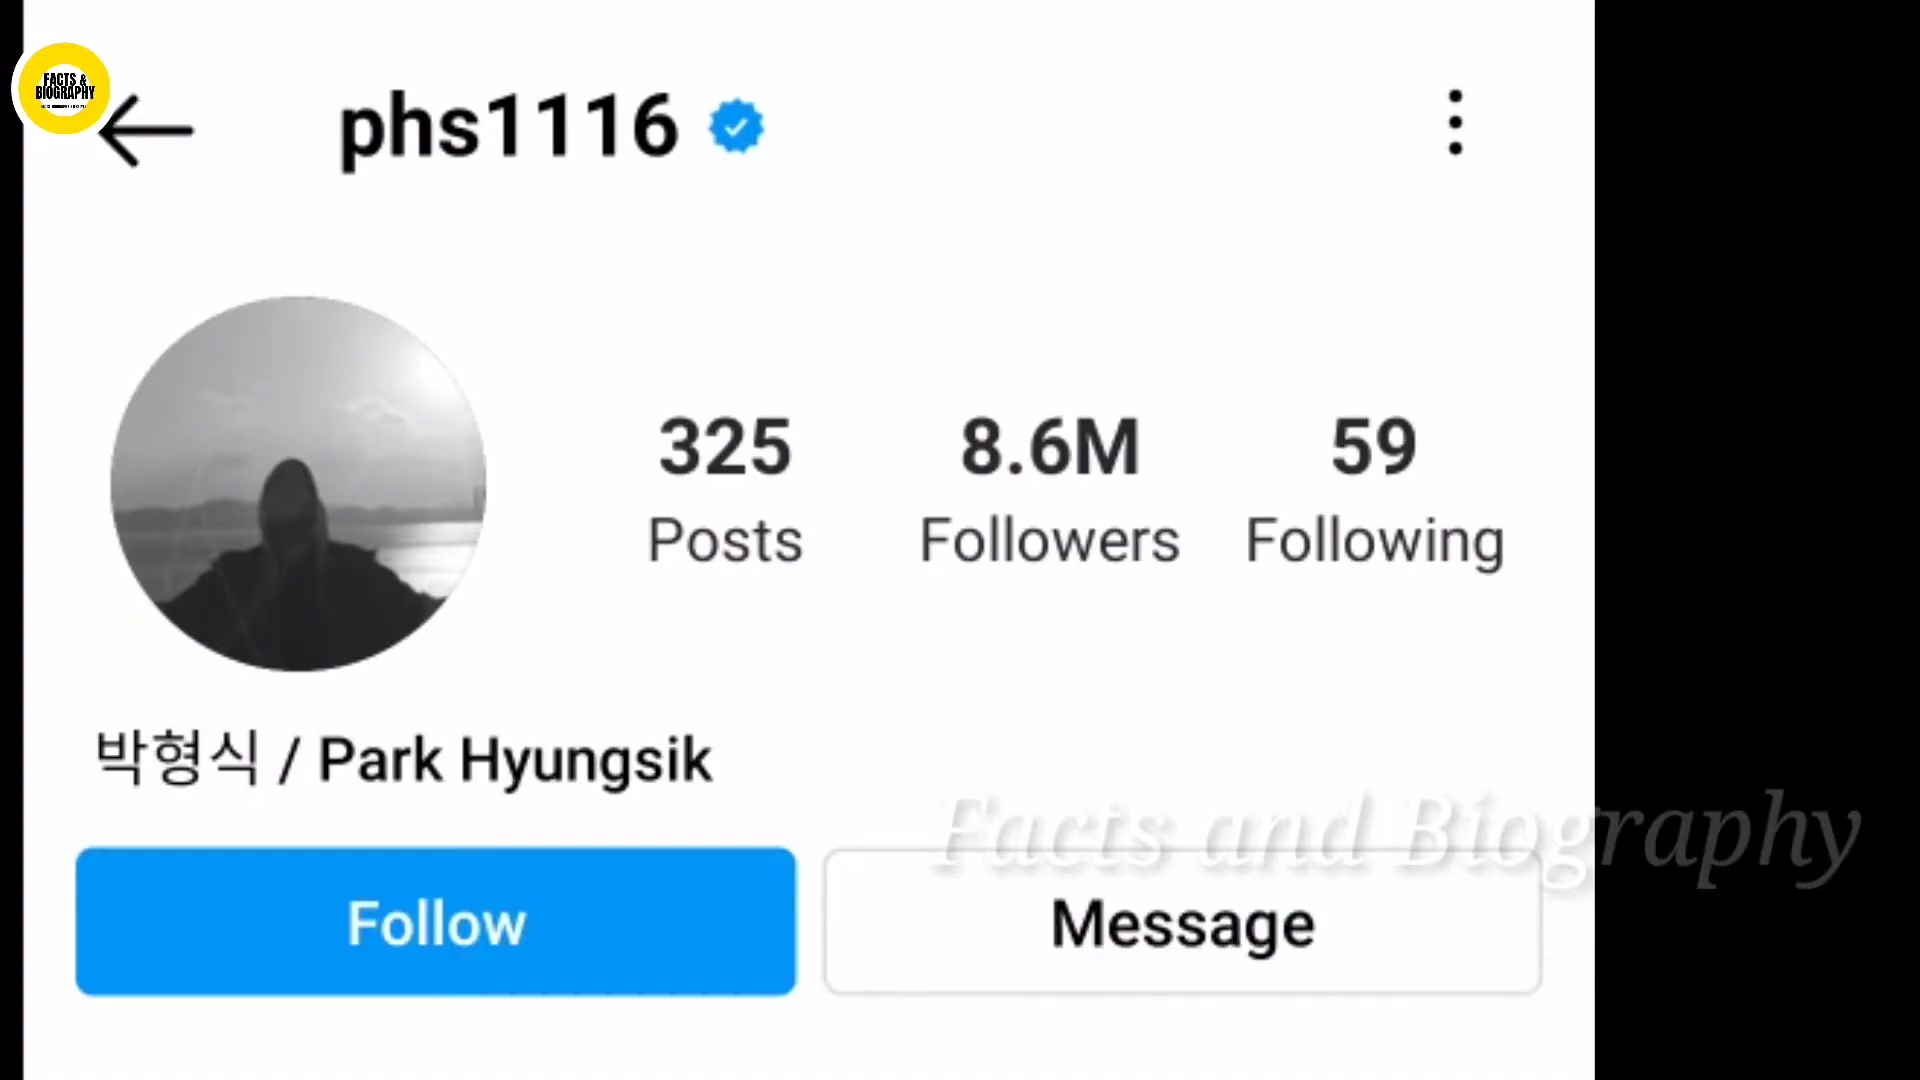 FACTS &
BIOGRAPHY
phs1116
325 8.6M 59
Posts Followers Following
박형식 / Park Hyungsik
Facts and Biography
Follow Message